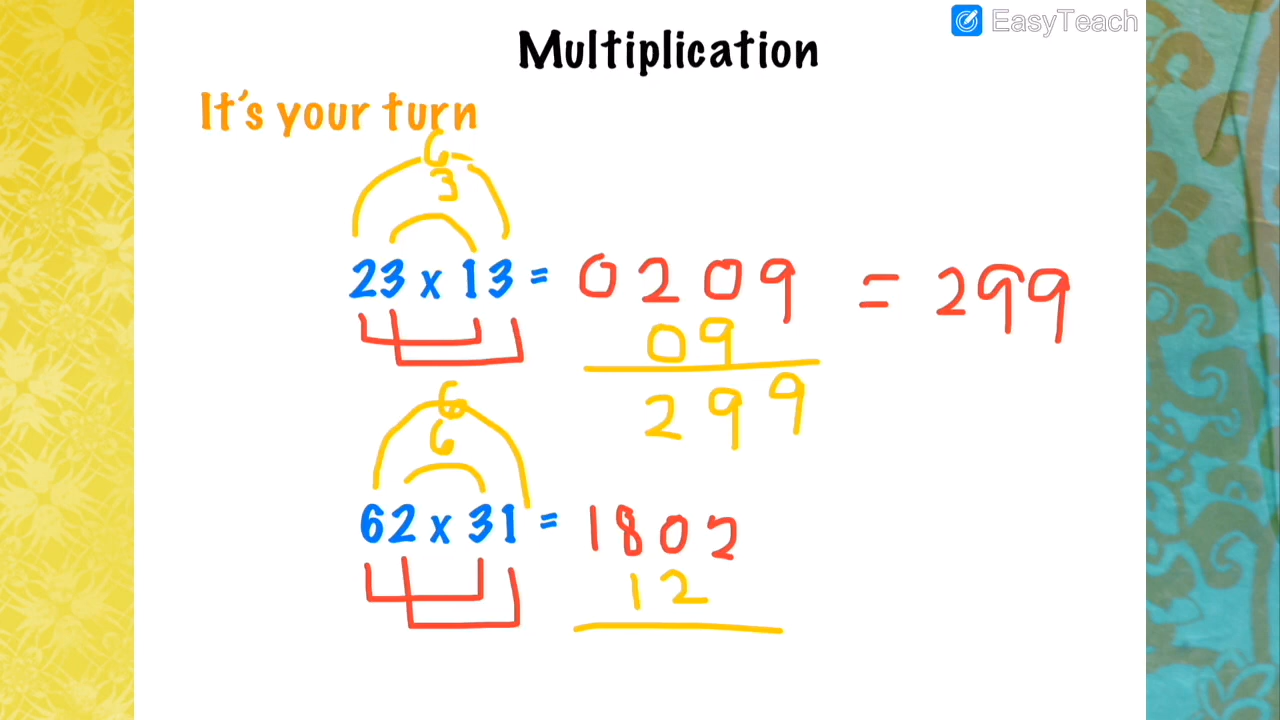 EasyTeach
Multiplication
It's your turn
6
3
23 x 13 = 0209 = 299
09
299
6
6
62 x 31 = 1802
12